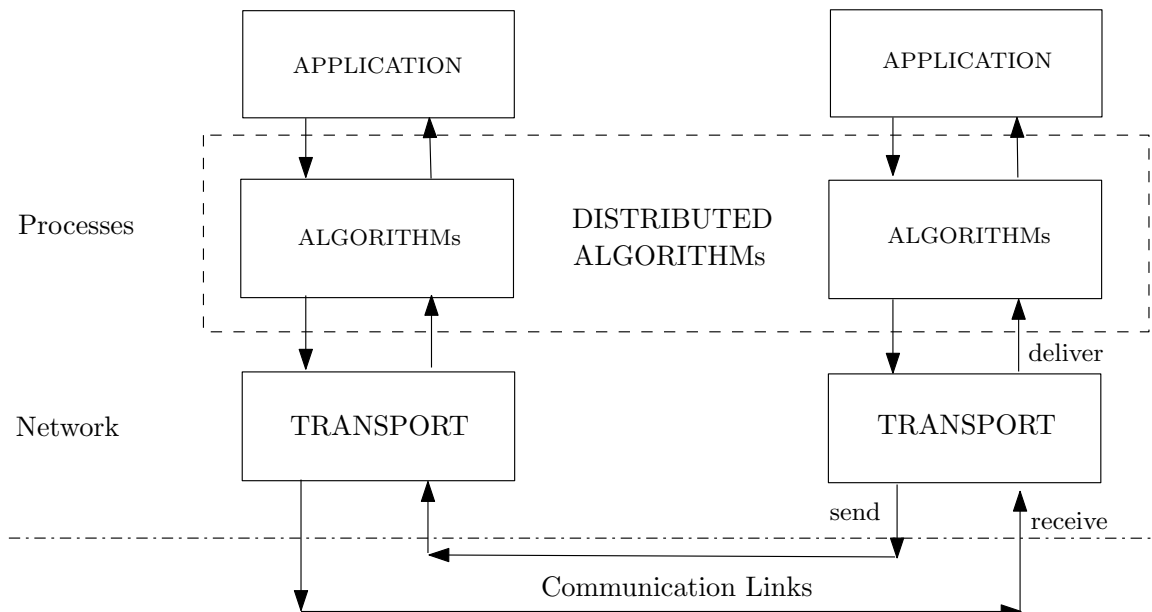 APPLICATION
APPLICATION
Processes
ALGORITHMs
DISTRIBUTED
ALGORITHMs
ALGORITHMs
deliver
Network
TRANSPORT
TRANSPORT
send
receive
Communication Links